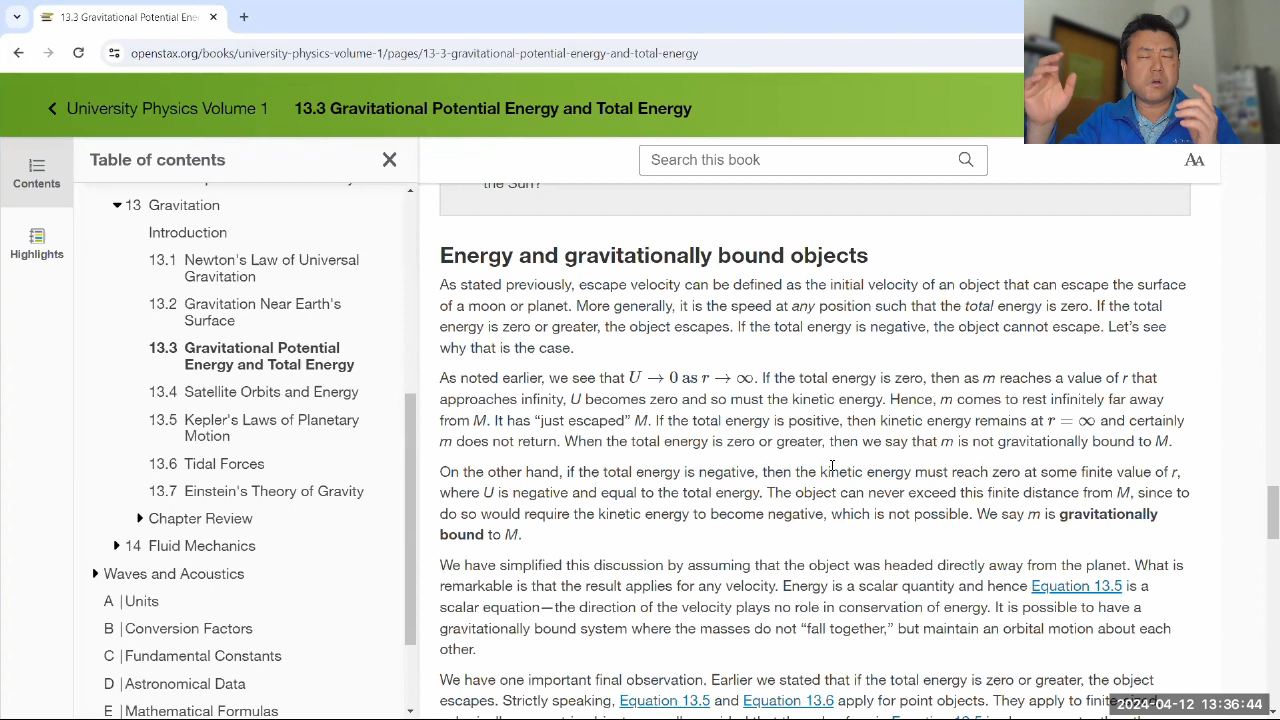 13.3 Gravitational Potential Ener
openstax.org/books/university-physics-volume-1/pages/13-3-gravitational-potential-energy-and-total-energy
University Physics Volume 1
13.3 Gravitational Potential Energy and Total Energy
Contents
Highlights
Table of contents
13 Gravitation
Introduction
13.1 Newton's Law of Universal
Gravitation
13.2 Gravitation Near Earth's
Surface
13.3 Gravitational Potential
Energy and Total Energy
13.4 Satellite Orbits and Energy
13.5 Kepler's Laws of Planetary
Motion
13.6 Tidal Forces
13.7 Einstein's Theory of Gravity
Chapter Review
14 Fluid Mechanics
Waves and Acoustics
A |Units
B |Conversion Factors
C |Fundamental Constants
D |Astronomical Data
E |Mathematical Formulas
Search this book
AA
the Sun?
Energy and gravitationally bound objects
As stated previously, escape velocity can be defined as the initial velocity of an object that can escape the surface
of a moon or planet. More generally, it is the speed at any position such that the total energy is zero. If the total
energy is zero or greater, the object escapes. If the total energy is negative, the object cannot escape. Let’s see
why that is the case.
As noted earlier, we see that U → 0 as r → ∞. If the total energy is zero, then as m reaches a value of r that
approaches infinity, U becomes zero and so must the kinetic energy. Hence, m comes to rest infinitely far away
from M. It has “just escaped” M. If the total energy is positive, then kinetic energy remains at r = ∞ and certainly
m does not return. When the total energy is zero or greater, then we say that m is not gravitationally bound to M.
On the other hand, if the total energy is negative, then the kinetic energy must reach zero at some finite value of r,
where U is negative and equal to the total energy. The object can never exceed this finite distance from M, since to
do so would require the kinetic energy to become negative, which is not possible. We say m is gravitationally
bound to M.
We have simplified this discussion by assuming that the object was headed directly away from the planet. What is
remarkable is that the result applies for any velocity. Energy is a scalar quantity and hence Equation 13.5 is a
scalar equation—the direction of the velocity plays no role in conservation of energy. It is possible to have a
gravitationally bound system where the masses do not “fall together,” but maintain an orbital motion about each
other.
We have one important final observation. Earlier we stated that if the total energy is zero or greater, the object
escapes. Strictly speaking, Equation 13.5 and Equation 13.6 apply for point objects. They apply to finite-sized
2024-04-12 13:36:44